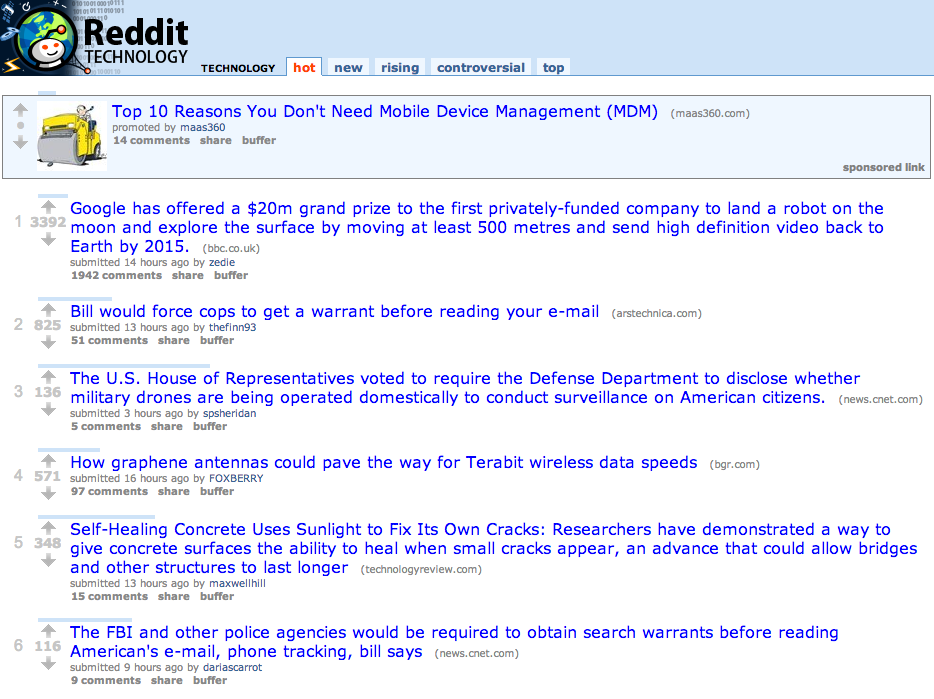 Reddit
TECHNOLOGY
TECHNOLOGY hot new rising controversial top
Top 10 Reasons You Don't Need Mobile Device Management (MDM) (maas360.com)
promoted by maas360
14 comments share buffer
sponsored link
1 3392 Google has offered a $20m grand prize to the first privately-funded company to land a robot on the
moon and explore the surface by moving at least 500 metres and send high definition video back to
Earth by 2015. (bbc.co.uk)
submitted 14 hours ago by zedie
1942 comments share buffer
2 825 Bill would force cops to get a warrant before reading your e-mail (arstechnica.com)
submitted 13 hours ago by thefinn93
51 comments share buffer
3 136 The U.S. House of Representatives voted to require the Defense Department to disclose whether
military drones are being operated domestically to conduct surveillance on American citizens. (news.cnet.com)
submitted 3 hours ago by spsheridan
5 comments share buffer
4 571 How graphene antennas could pave the way for Terabit wireless data speeds (bgr.com)
submitted 16 hours ago by FOXBERRY
97 comments share buffer
5 348 Self-Healing Concrete Uses Sunlight to Fix Its Own Cracks: Researchers have demonstrated a way to
give concrete surfaces the ability to heal when small cracks appear, an advance that could allow bridges
and other structures to last longer (technologyreview.com)
submitted 13 hours ago by maxwellhill
15 comments share buffer
6 116 The FBI and other police agencies would be required to obtain search warrants before reading
American's e-mail, phone tracking, bill says (news.cnet.com)
submitted 9 hours ago by dariascarrot
9 comments share buffer